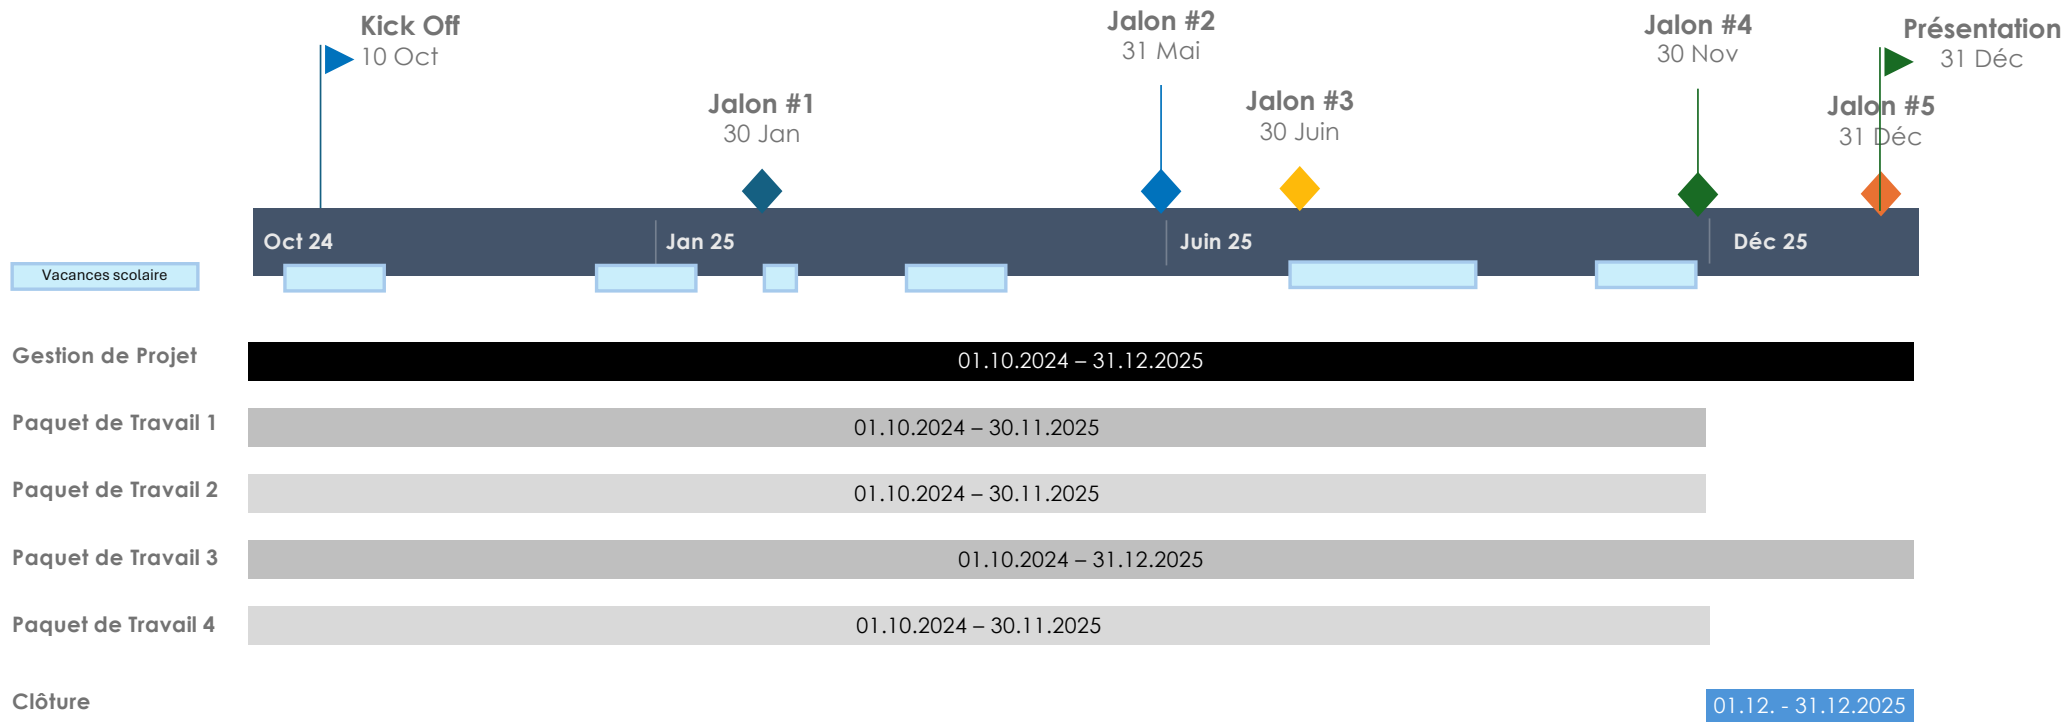 Kick Off
10 Oct
Jalon #1
30 Jan
Jalon #2
31 Mai
Jalon #3
30 Juin
Jalon #4
30 Nov
Présentation
31 Déc
Jalon #5
31 Déc
Oct 24
Jan 25
Juin 25
Déc 25
Vacances scolaire
Gestion de Projet
01.10.2024 – 31.12.2025
Paquet de Travail 1
01.10.2024 – 30.11.2025
Paquet de Travail 2
01.10.2024 – 30.11.2025
Paquet de Travail 3
01.10.2024 – 31.12.2025
Paquet de Travail 4
01.10.2024 – 30.11.2025
Clôture
01.12. - 31.12.2025